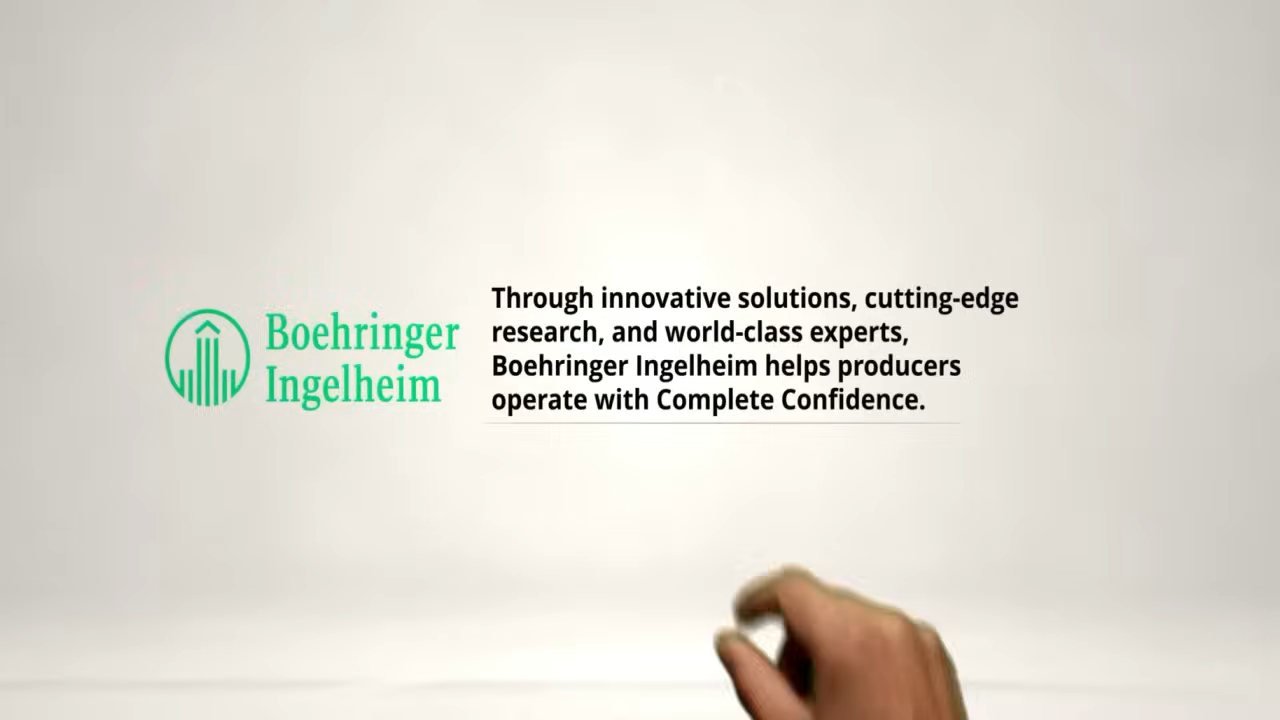 Boehringer
Ingelheim
Through innovative solutions, cutting-edge
research, and world-class experts,
Boehringer Ingelheim helps producers
operate with Complete Confidence.